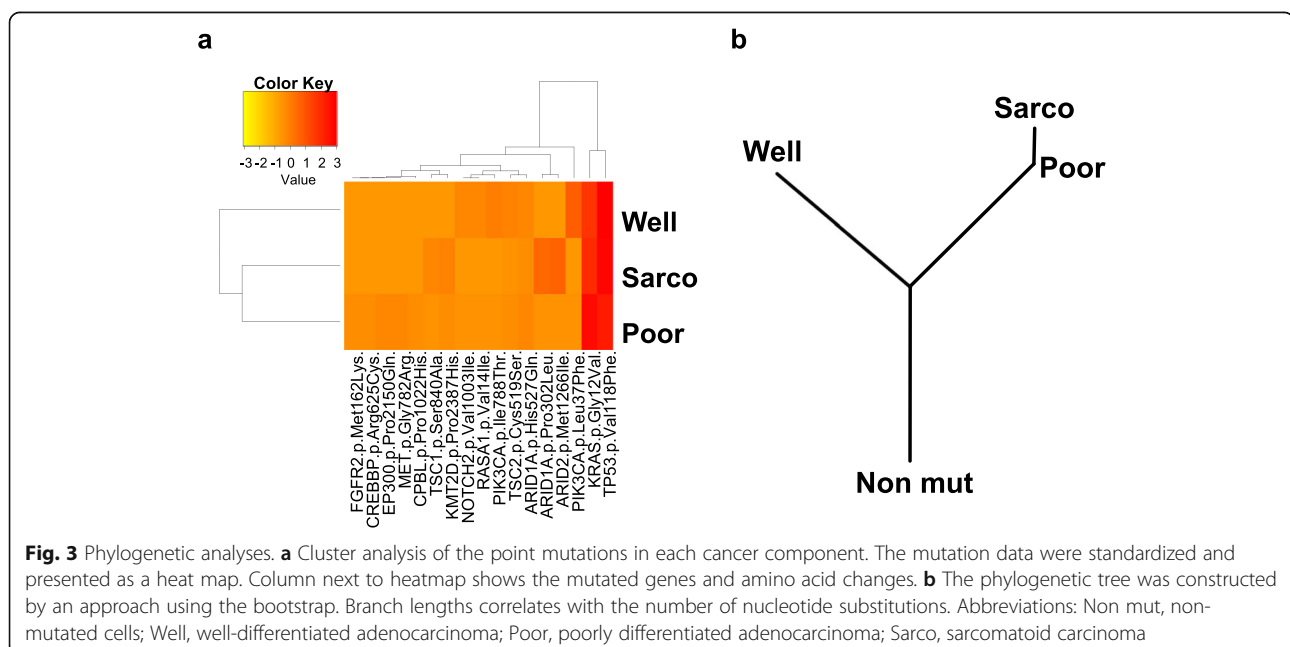 a
b
Color Key
-3 -2 -1 0 1 2 3
Value
Well
Sarco
Poor
FGFR2.p.Met162Lys.
CREBBP.p.Arg625Cys.
EP300.p.Pro2150Gln.
MET.p.Gly782Arg.
CPBL.p.Pro1022His.
TSC1.p.Ser840Ala.
KMT2D.p.Pro2387His.
NOTCH2.p.Val1003Ile.
RASA1.p.Val14Ile.
PIK3CA.p.Ile788Thr.
TSC2.p.Cys519Ser.
ARID1A.p.His527Gln.
ARID1A.p.Pro302Leu.
ARID2.p.Met1266Ile.
PIK3CA.p.Leu37Phe.
KRAS.p.Gly12Val.
TP53.p.Val118Phe.
Sarco
Well
Poor
Non mut
Fig. 3 Phylogenetic analyses. a Cluster analysis of the point mutations in each cancer component. The mutation data were standardized and
presented as a heat map. Column next to heatmap shows the mutated genes and amino acid changes. b The phylogenetic tree was constructed
by an approach using the bootstrap. Branch lengths correlates with the number of nucleotide substitutions. Abbreviations: Non mut, non-
mutated cells; Well, well-differentiated adenocarcinoma; Poor, poorly differentiated adenocarcinoma; Sarco, sarcomatoid carcinoma